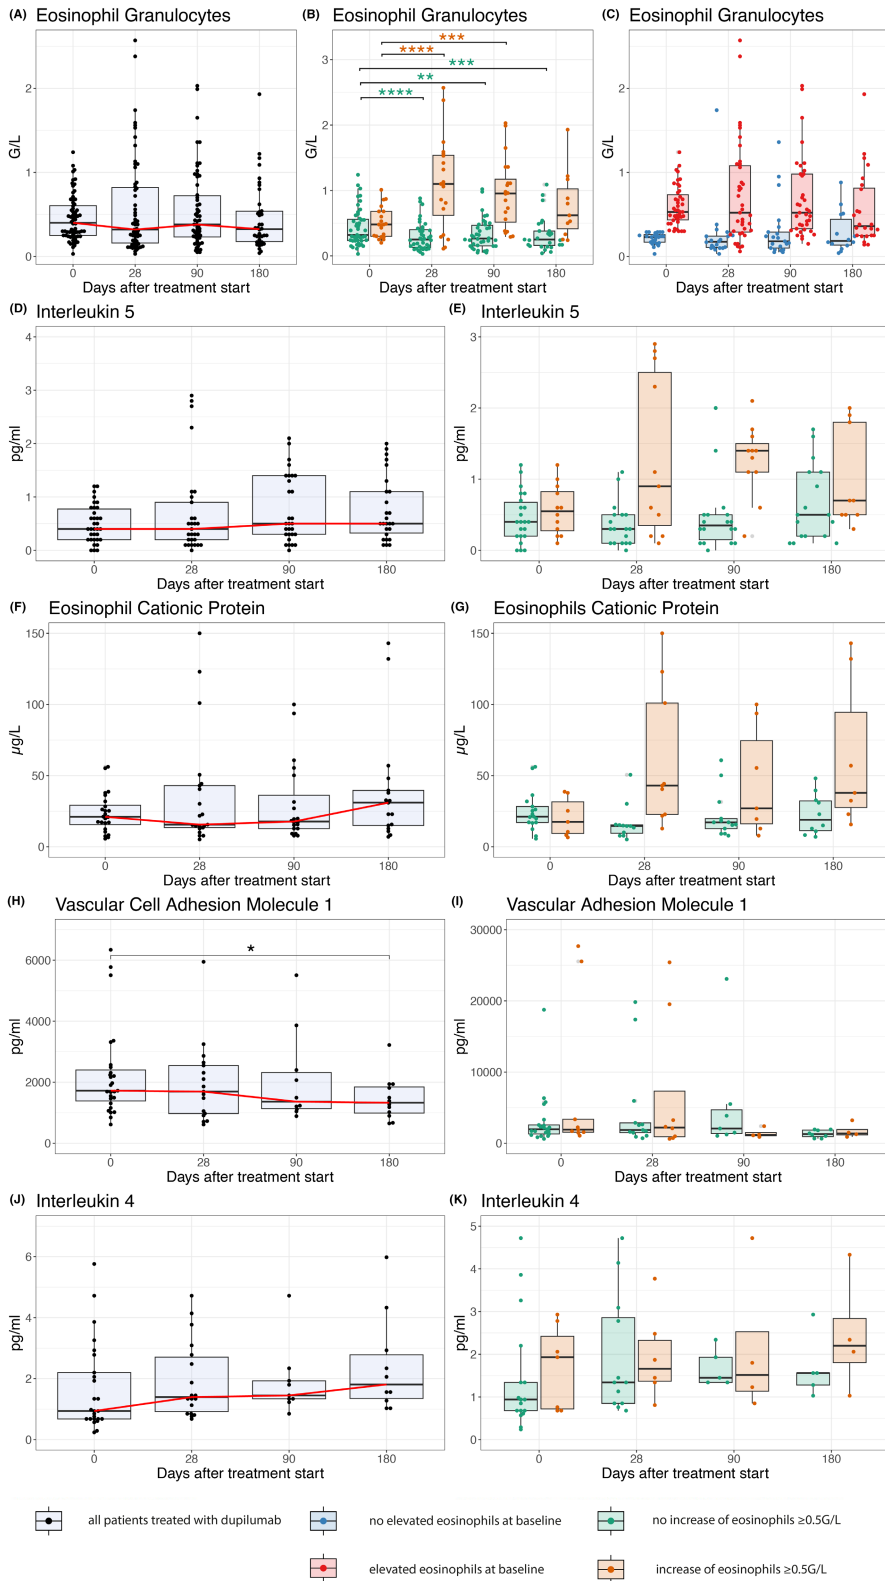 (A) Eosinophil Granulocytes
G/L
2
1
0
0 28 90 180
Days after treatment start
(B) Eosinophil Granulocytes
G/L
3
2
1
0
***
****
***
**
****
0 28 90 180
Days after treatment start
(C) Eosinophil Granulocytes
G/L
2
1
0
0 28 90 180
Days after treatment start
(D) Interleukin 5
pg/ml
4
3
2
1
0
0 28 90 180
Days after treatment start
(E) Interleukin 5
3
2
1
0
0 28 90 180
Days after treatment start
(F) Eosinophil Cationic Protein
µg/L
150
100
50
0
0 28 90 180
Days after treatment start
(G) Eosinophils Cationic Protein
µg/L
150
100
50
0
0 28 90 180
Days after treatment start
(H) Vascular Cell Adhesion Molecule 1
pg/ml
6000
4000
2000
0
*
0 28 90 180
Days after treatment start
(I) Vascular Adhesion Molecule 1
pg/ml
30000
20000
10000
0
0 28 90 180
Days after treatment start
(J) Interleukin 4
pg/ml
6
4
2
0
0 28 90 180
Days after treatment start
(K) Interleukin 4
pg/ml
5
4
3
2
1
0
0 28 90 180
Days after treatment start
all patients treated with dupilumab
no elevated eosinophils at baseline
no increase of eosinophils ≥0.5G/L
elevated eosinophils at baseline
increase of eosinophils ≥0.5G/L